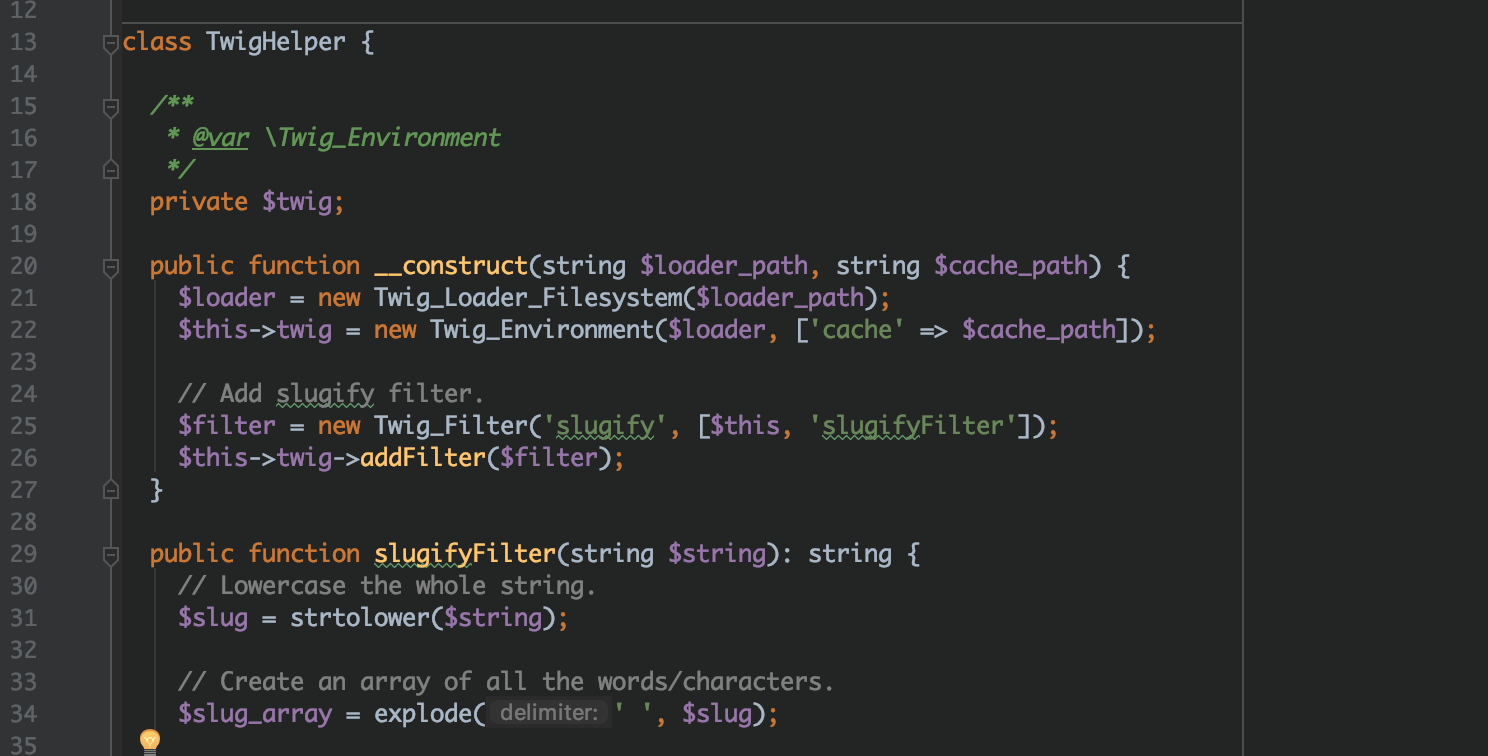 12
13 class TwigHelper {
14
15 /**
16 * @var \Twig_Environment
17 */
18 private $twig;
19
20 public function __construct(string $loader_path, string $cache_path) {
21 $loader = new Twig_Loader_Filesystem($loader_path);
22 $this->twig = new Twig_Environment($loader, ['cache' => $cache_path]);
23
24 // Add slugify filter.
25 $filter = new Twig_Filter('slugify', [$this, 'slugifyFilter']);
26 $this->twig->addFilter($filter);
27 }
28
29 public function slugifyFilter(string $string): string {
30 // Lowercase the whole string.
31 $slug = strtolower($string);
32
33 // Create an array of all the words/characters.
34 $slug_array = explode( delimiter: ' ', $slug);
35